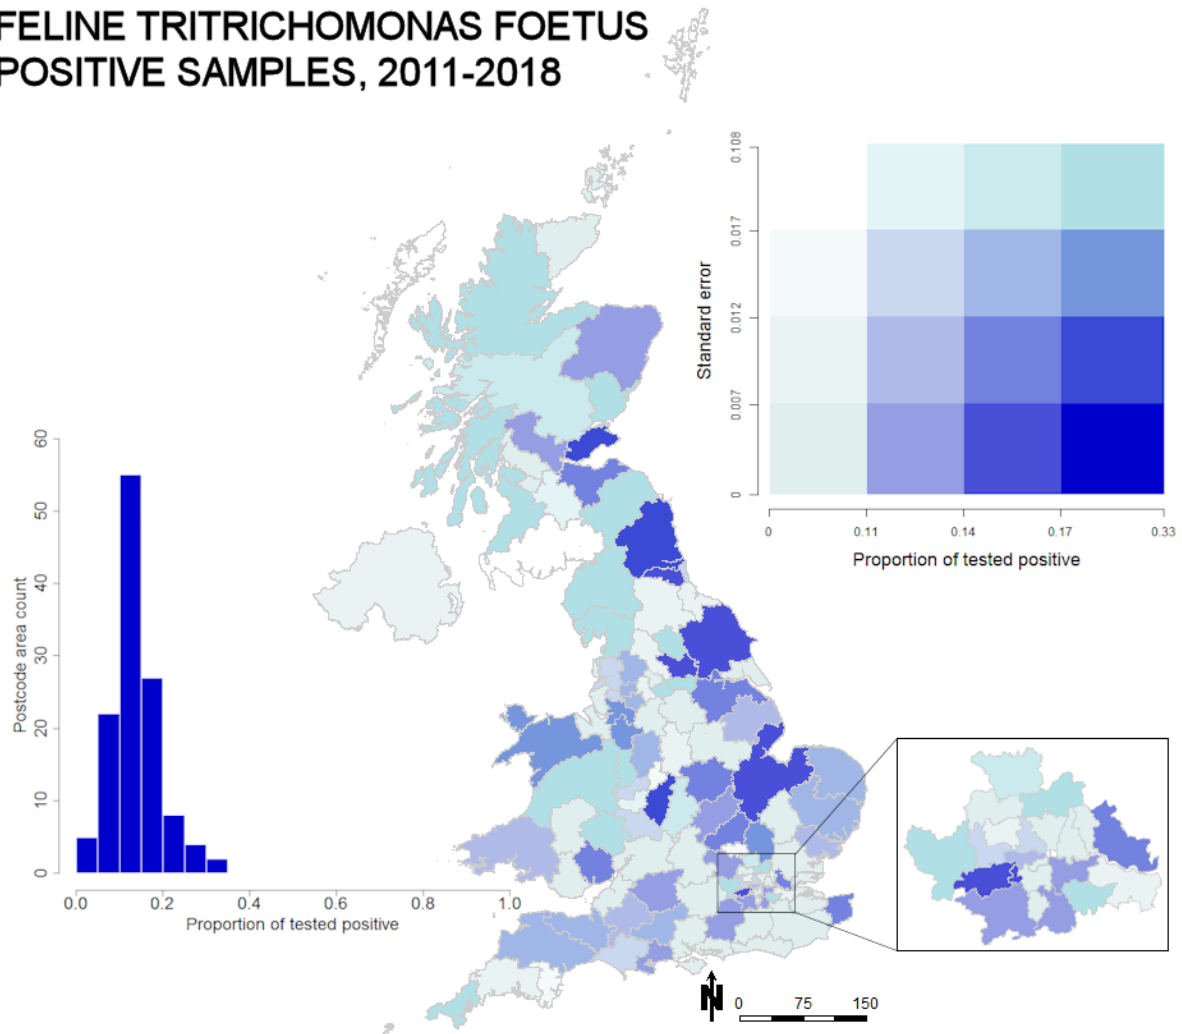 FELINE TRITRICHOMONAS FOETUS
POSITIVE SAMPLES, 2011-2018
Standard error
0.108
0.017
0.012
0.007
0
0 0.11 0.14 0.17 0.33
Proportion of tested positive
Postcode area count
60
50
40
30
20
10
0
0.0 0.2 0.4 0.6 0.8 1.0
Proportion of tested positive
N
0 75 150